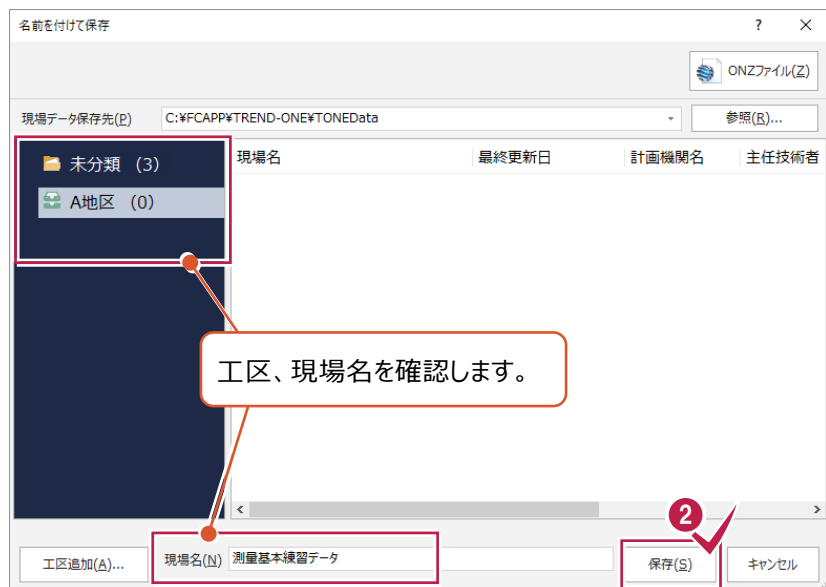 名前を付けて保存
?
ONZファイル(Z)
現場データ保存先(P) C:¥FCAPP¥TREND-ONE¥TONEData 参照(R)...
未分類 (3)
A地区 (0)
現場名 最終更新日 計画機関名 主任技術者
工区、現場名を確認します。
2
工区追加(A)... 現場名(N) 測量基本練習データ 保存(S) キャンセル